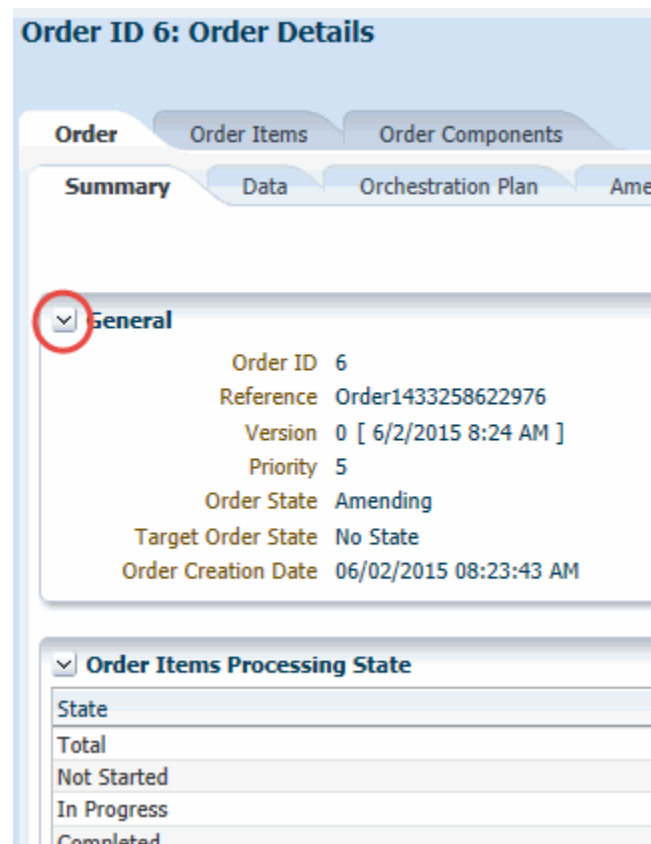 Order ID 6: Order Details
Order Order Items Order Components
Summary Data Orchestration Plan Ame
General
Order ID 6
Reference Order1433258622976
Version 0 [ 6/2/2015 8:24 AM ]
Priority 5
Order State Amending
Target Order State No State
Order Creation Date 06/02/2015 08:23:43 AM
Order Items Processing State
State
Total
Not Started
In Progress
Completed